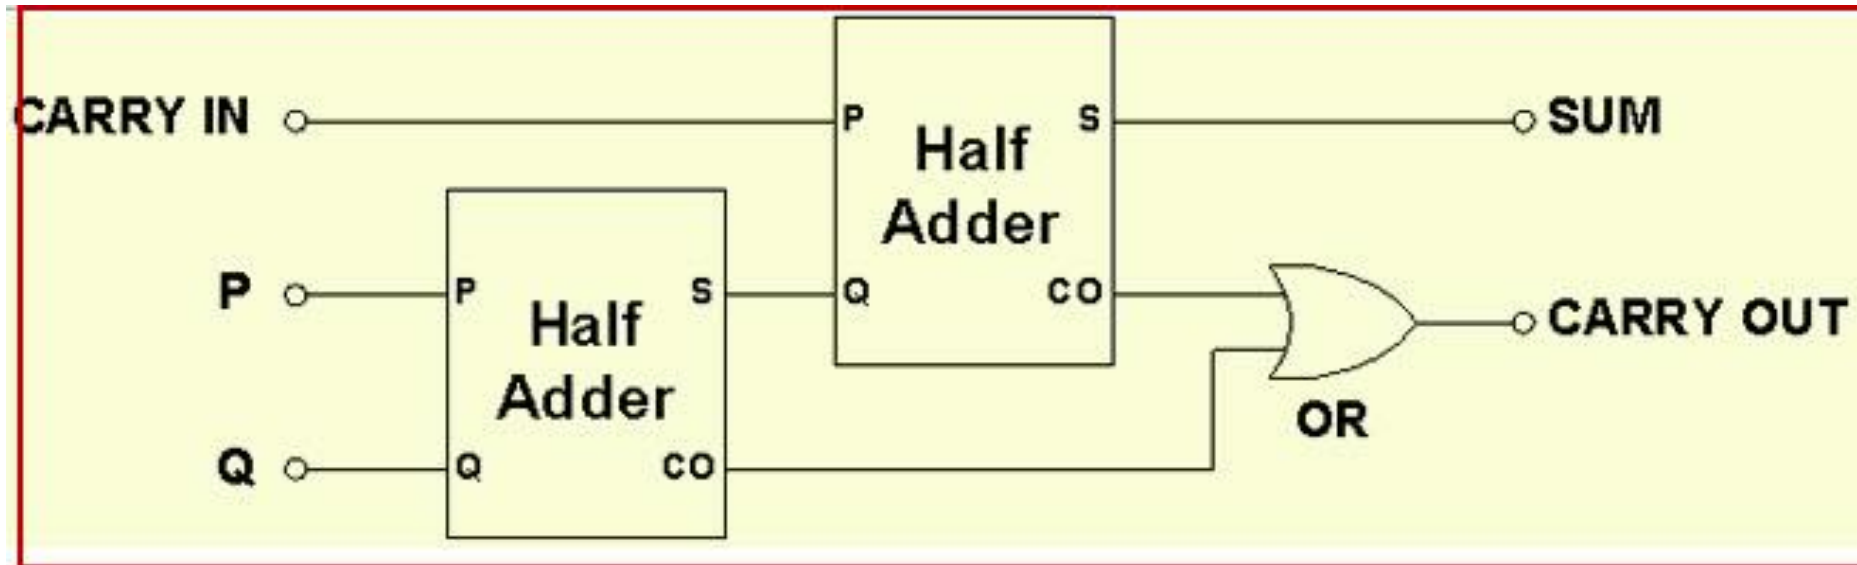 CARRY IN
P
S
SUM
Half
Adder
Q
CO
P
P
S
Half
Adder
Q
Q
CO
CARRY OUT
OR